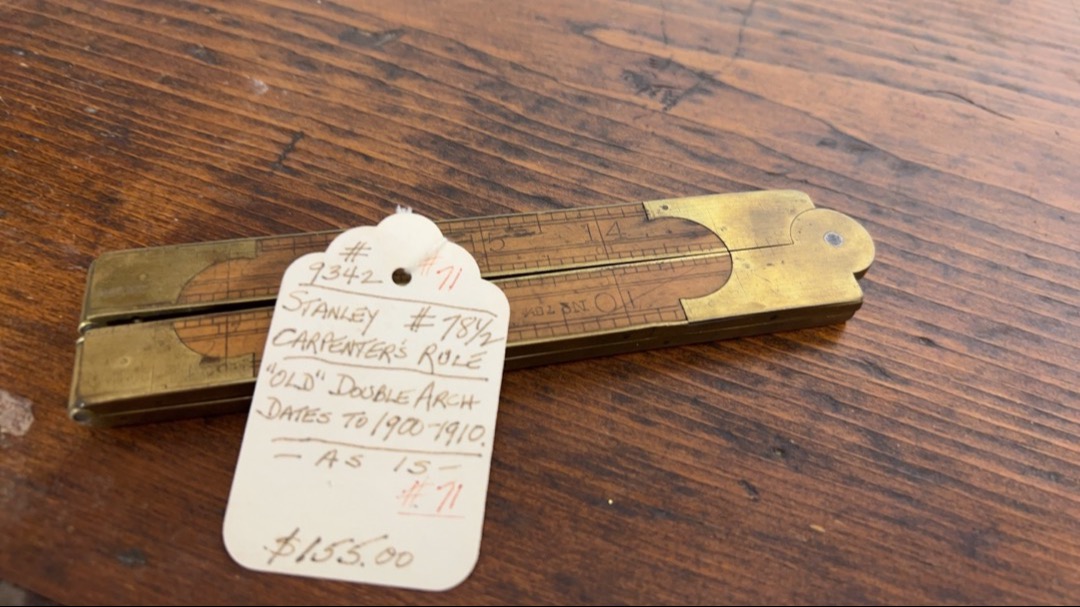 #
9342 #71
STANLEY #78½
CARPENTER'S RULE
"OLD" DOUBLE ARCH
DATES TO 1900-1910.
- AS IS -
#71
$155.00